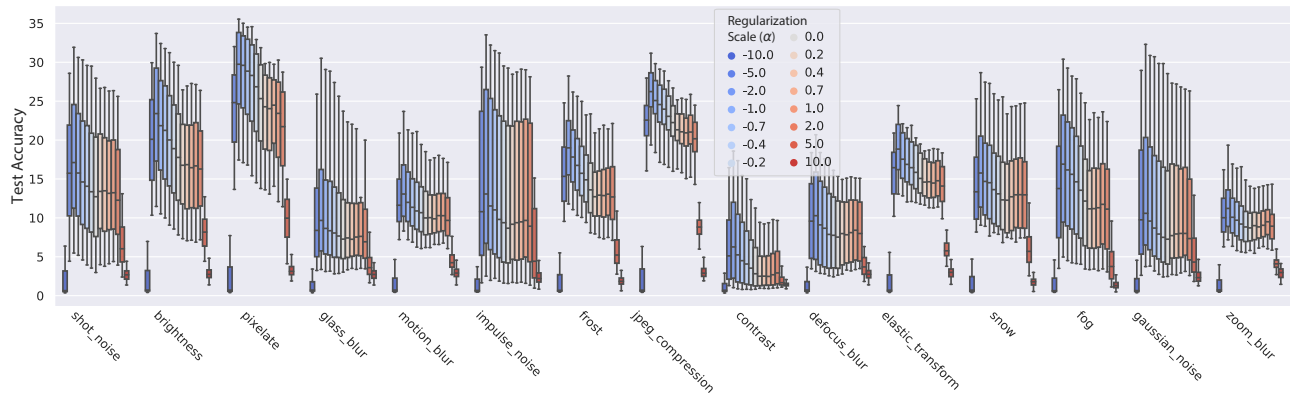 Regularization
Scale (α)
-10.0
-5.0
-2.0
-1.0
-0.7
-0.4
-0.2
0.0
0.2
0.4
0.7
1.0
2.0
5.0
10.0
Test Accuracy
35
30
25
20
15
10
5
0
shot_noise
brightness
pixelate
glass_blur
motion_blur
impulse_noise
frost
jpeg_compression
contrast
defocus_blur
elastic_transform
snow
fog
gaussian_noise
zoom_blur